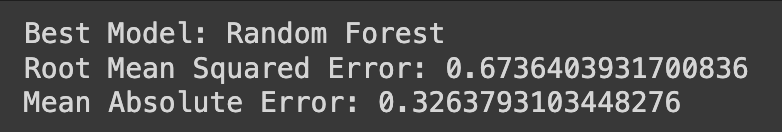 Best Model: Random Forest
Root Mean Squared Error: 0.6736403931700836
Mean Absolute Error: 0.3263793103448276